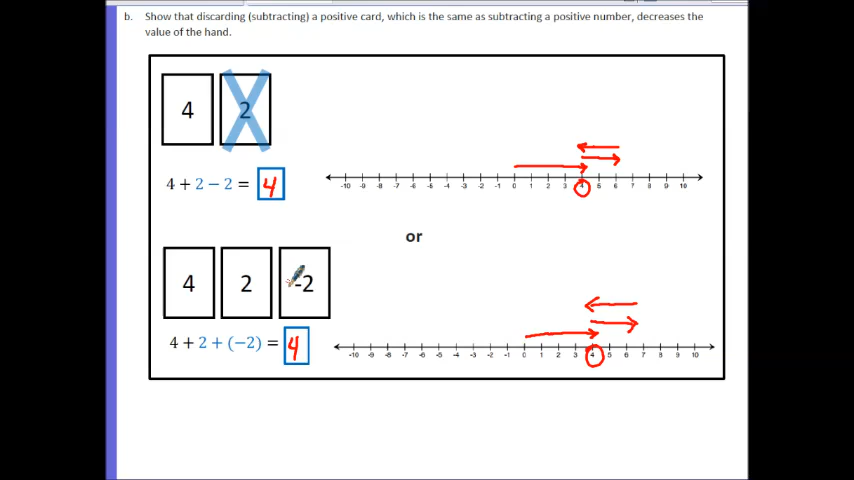 b. Show that discarding (subtracting) a positive card, which is the same as subtracting a positive number, decreases the
value of the hand.
4 2
4 + 2 − 2 = 4
-10 -9 -8 -7 -6 -5 -4 -3 -2 -1 0 1 2 3 4 5 6 7 8 9 10
or
4 2 -2
4 + 2 + (−2) = 4
-10 -9 -8 -7 -6 -5 -4 -3 -2 -1 0 1 2 3 4 5 6 7 8 9 10